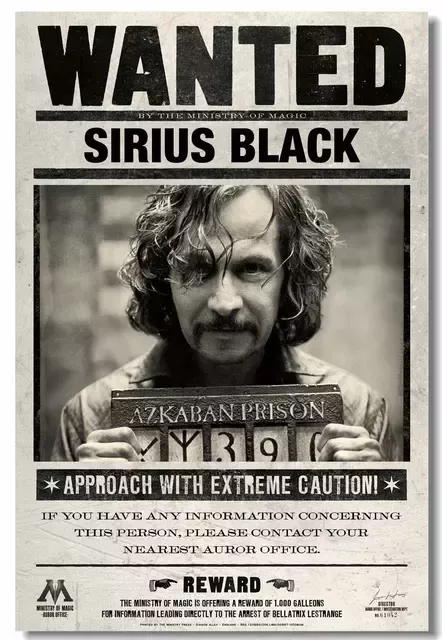 WANTED
BY THE MINISTRY OF MAGIC
SIRIUS BLACK
AZKABAN PRISON
390
★ APPROACH WITH EXTREME CAUTION! ★
IF YOU HAVE ANY INFORMATION CONCERNING
THIS PERSON, PLEASE CONTACT YOUR
NEAREST AUROR OFFICE.
REWARD
THE MINISTRY OF MAGIC IS OFFERING A REWARD OF 1,000 GALLEONS
FOR INFORMATION LEADING DIRECTLY TO THE ARREST OF BELLATRIX LESTRANGE
M
MINISTRY OF MAGIC
-AUROR OFFICE-
DIRECTOR